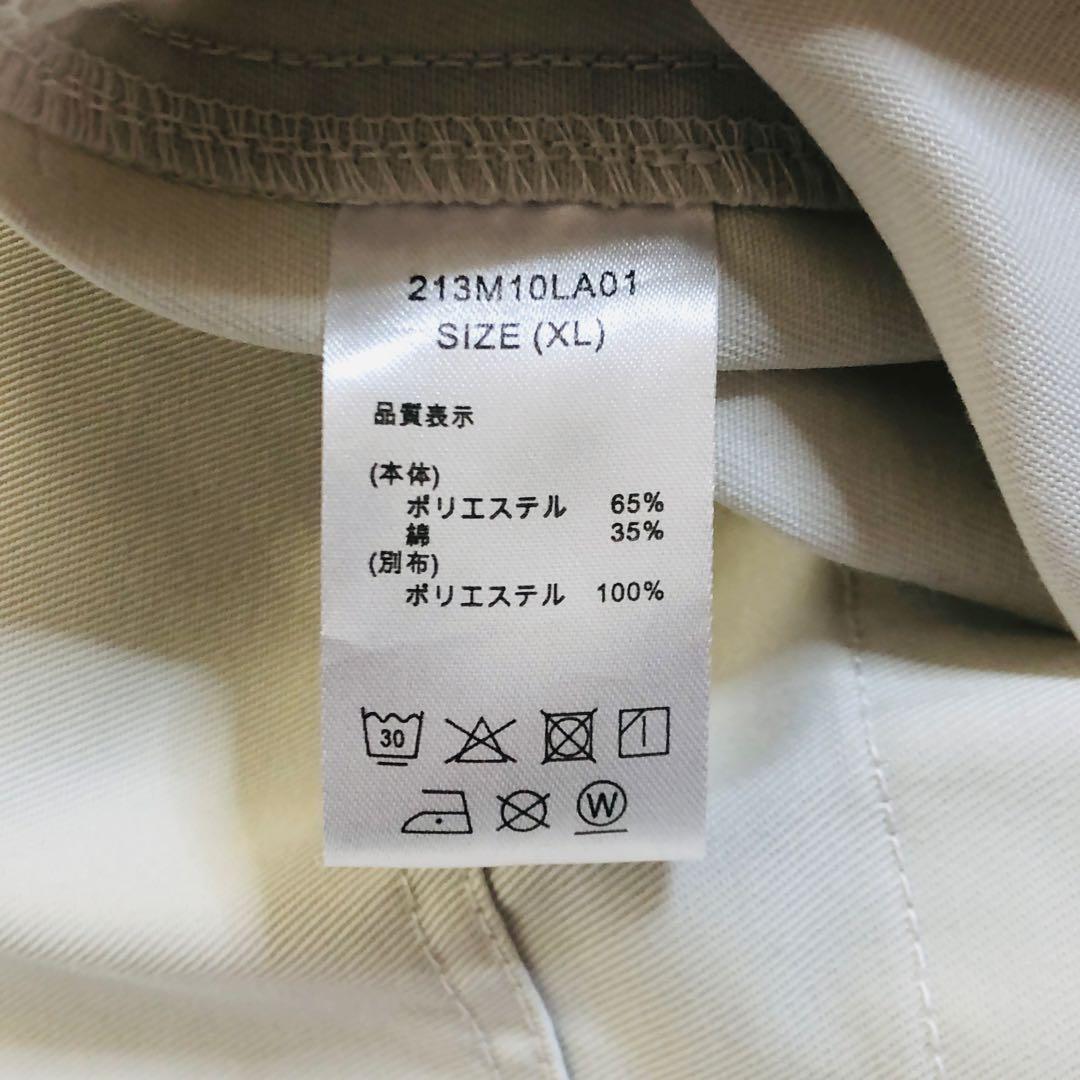 213M10LA01
SIZE (XL)
品質表示
(本体)
ポリエステル 65%
綿 35%
(別布)
ポリエステル 100%
30
W